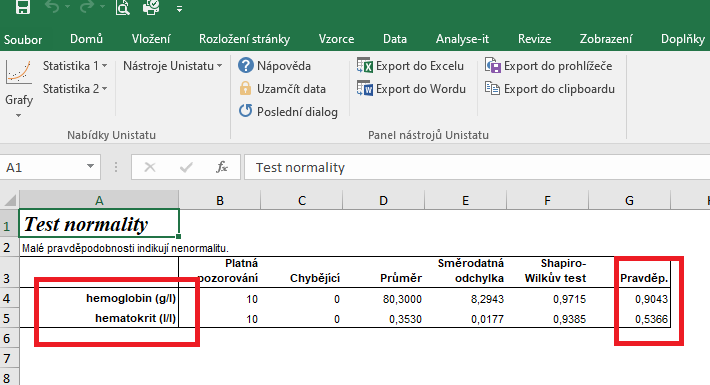 Soubor Domů Vložení Rozložení stránky Vzorce Data Analyse-it Revize Zobrazení Doplňky
Statistika 1 Nástroje Unistatu Nápověda Export do Excelu Export do prohlížeče
Statistika 2 Uzamčít data Export do Wordu Export do clipboardu
Grafy Poslední dialog
Nabídky Unistatu Panel nástrojů Unistatu
A1 fx Test normality
A B C D E F G
1 Test normality
2 Malé pravděpodobnosti indikují nenormalitu.
Platná Směrodatná Shapiro-
3 pozorování Chybějící Průměr odchylka Wilkův test Pravděp.
4 hemoglobin (g/l) 10 0 80,3000 8,2943 0,9715 0,9043
5 hematokrit (l/l) 10 0 0,3530 0,0177 0,9385 0,5366
6
7
8